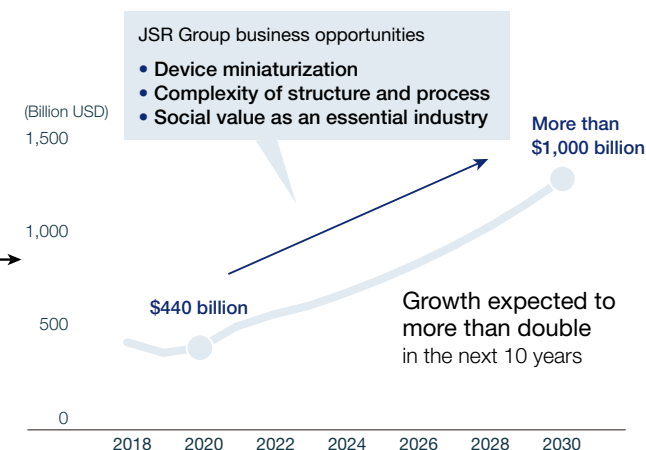 JSR Group business opportunities
• Device miniaturization
• Complexity of structure and process
• Social value as an essential industry
(Billion USD)
1,500
1,000
500
0
More than
$1,000 billion
$440 billion
Growth expected to
more than double
in the next 10 years
2018 2020 2022 2024 2026 2028 2030